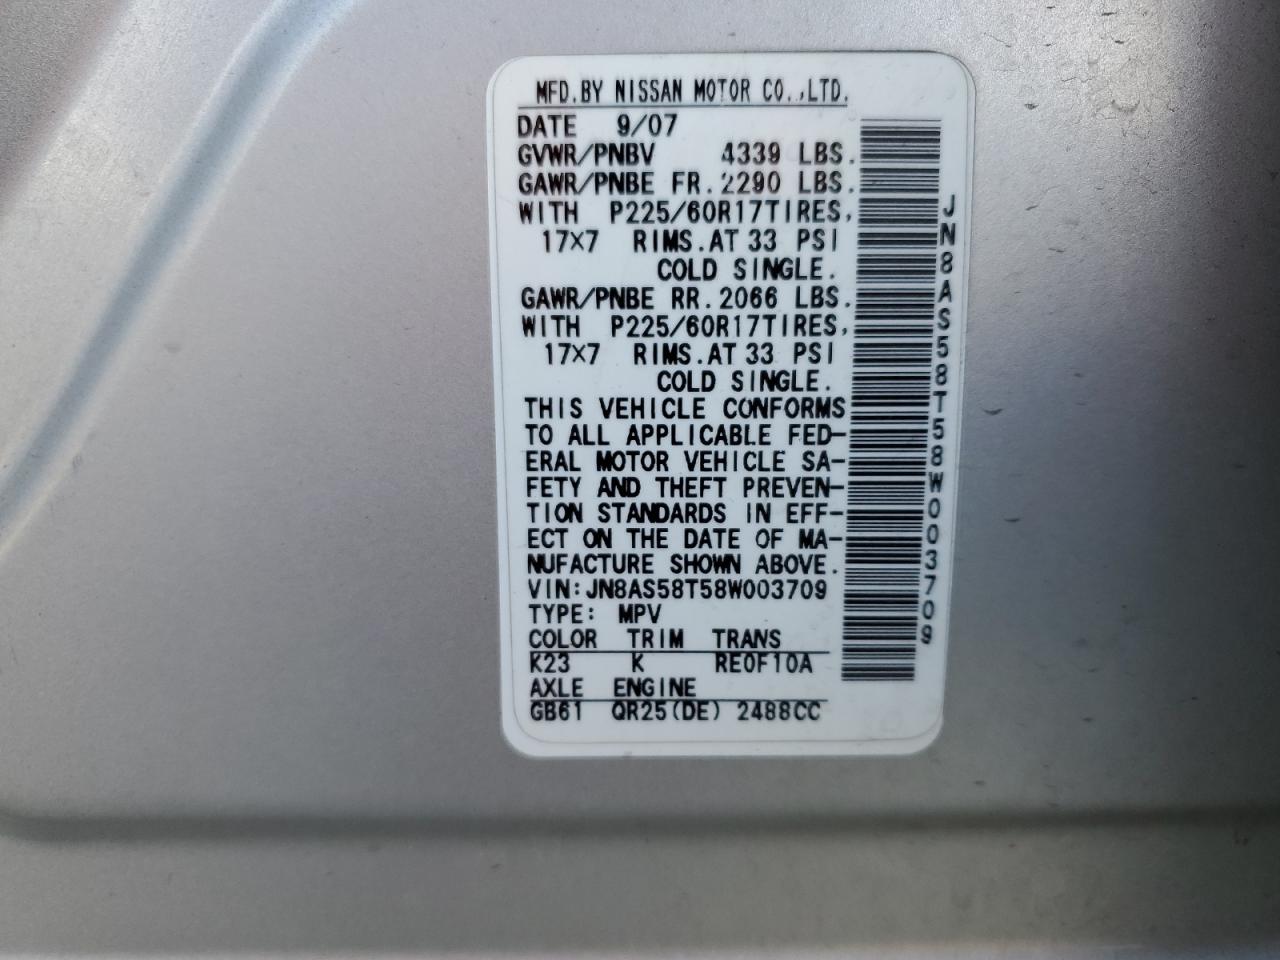 MFD.BY NISSAN MOTOR CO.,LTD.
DATE 9/07
GVWR/PNBV 4339 LBS.
GAWR/PNBE FR.2290 LBS.
WITH P225/60R17TIRES,
17X7 RIMS.AT 33 PSI
COLD SINGLE.
GAWR/PNBE RR.2066 LBS.
WITH P225/60R17TIRES,
17X7 RIMS.AT 33 PSI
COLD SINGLE.
THIS VEHICLE CONFORMS
TO ALL APPLICABLE FED-
ERAL MOTOR VEHICLE SA-
FETY AND THEFT PREVEN-
TION STANDARDS IN EFF-
ECT ON THE DATE OF MA-
NUFACTURE SHOWN ABOVE.
VIN:JN8AS58T58W003709
TYPE: MPV
COLOR TRIM TRANS
K23 K RE0F10A
AXLE ENGINE
GB61 QR25(DE) 2488CC
JN8AS58T58W003709